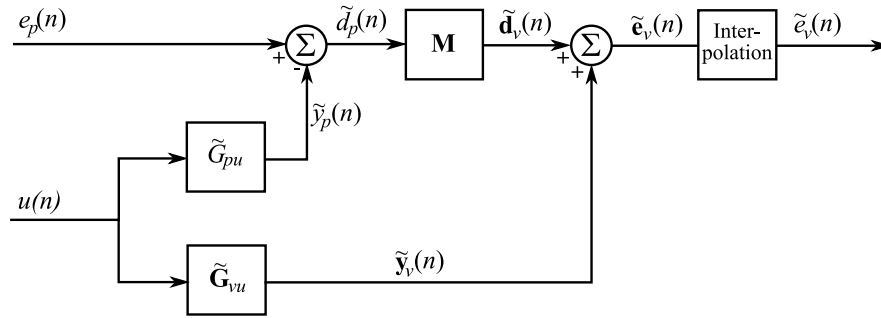 e_p(n)
Σ
+
-
d̃_p(n)
M
d̃_v(n)
Σ
+
+
ẽ_v(n)
Inter-
polation
ẽ_v(n)
ỹ_p(n)
G̃_pu
u(n)
G̃_vu
ỹ_v(n)